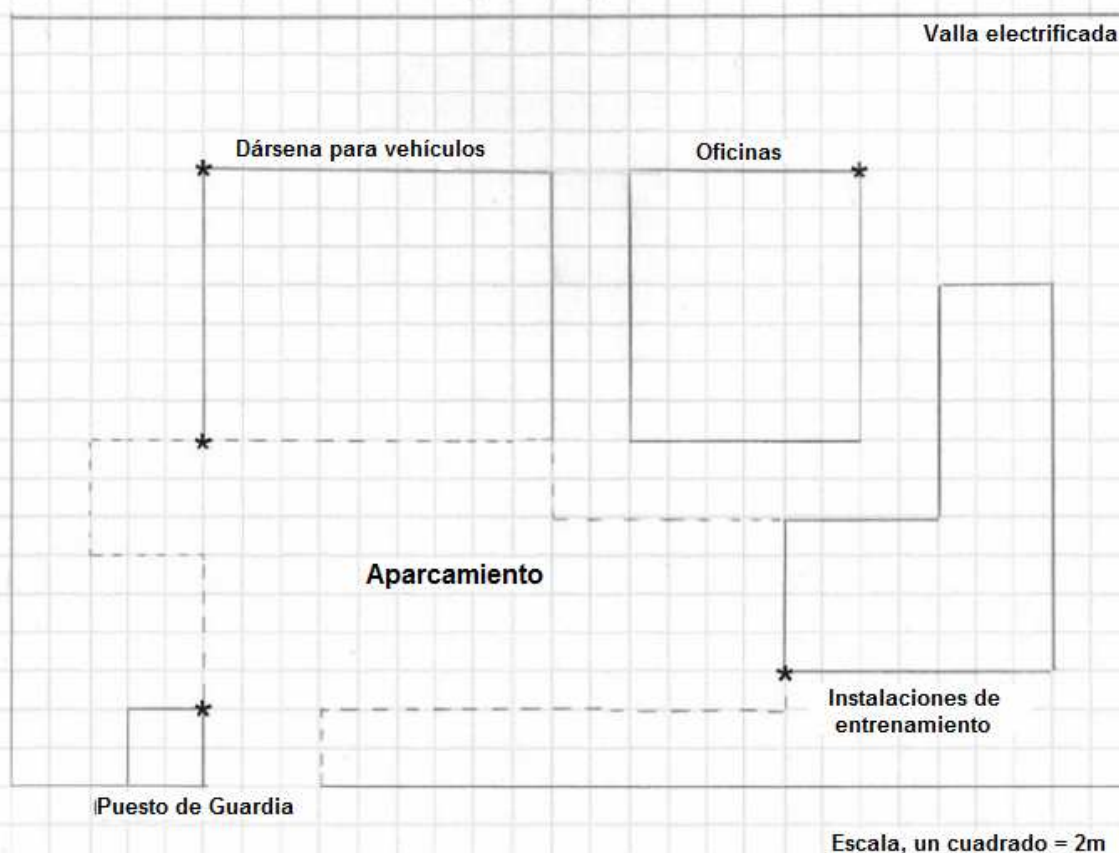 Valla electrificada
Dársena para vehículos
Oficinas
Aparcamiento
Instalaciones de
entrenamiento
Puesto de Guardia
Escala, un cuadrado = 2m